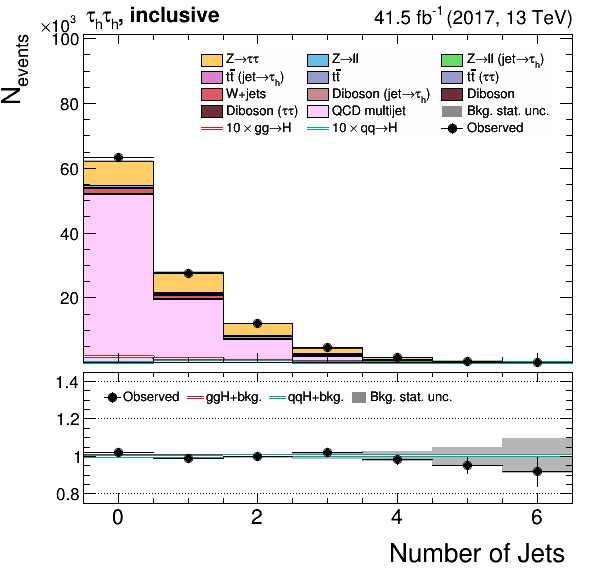 ×10³ τₕτₕ, inclusive 41.5 fb⁻¹ (2017, 13 TeV)
N_events
100
80
60
40
20
Z→ττ Z→ll Z→ll (jet→τₕ)
tt̄ (jet→τₕ) tt̄ tt̄ (ττ)
W+jets Diboson (jet→τₕ) Diboson
Diboson (ττ) QCD multijet Bkg. stat. unc.
10 × gg→H 10 × qq→H Observed
1.4
1.2
1
0.8
Observed ggH+bkg. qqH+bkg. Bkg. stat. unc.
0 2 4 6
Number of Jets